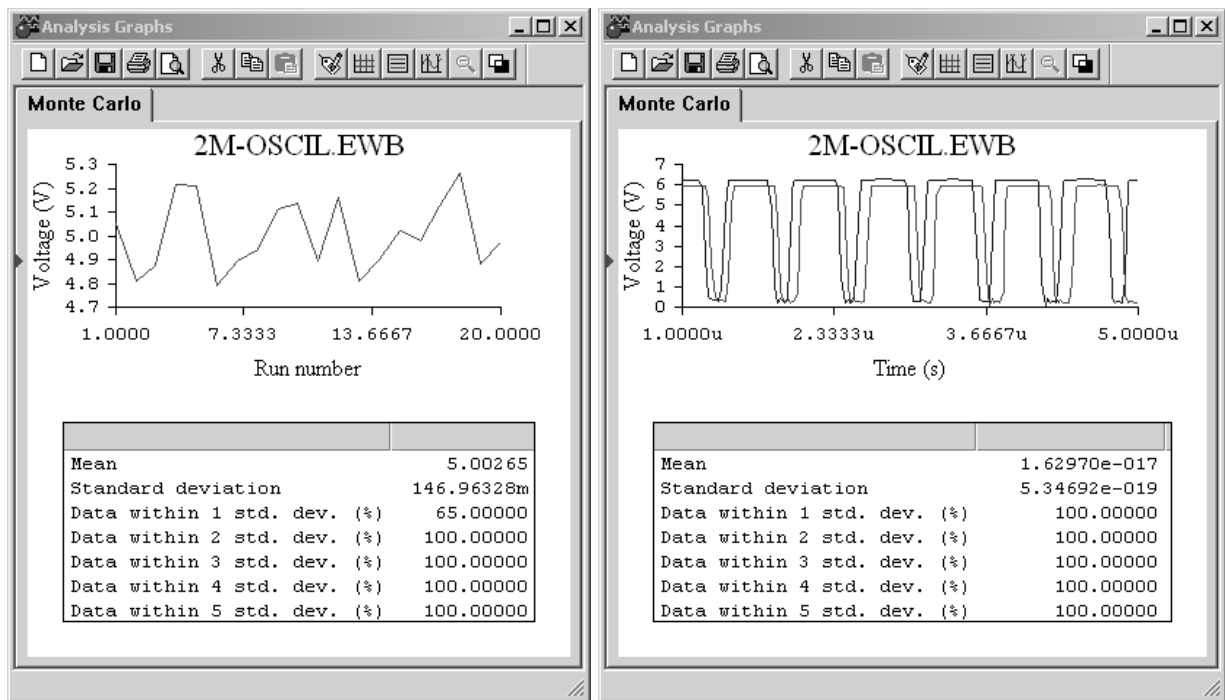 Analysis Graphs
Monte Carlo
2M-OSCIL.EWB
Voltage (V)
5.3
5.2
5.1
5.0
4.9
4.8
4.7
1.0000 7.3333 13.6667 20.0000
Run number
Mean 5.00265
Standard deviation 146.96328m
Data within 1 std. dev. (%) 65.00000
Data within 2 std. dev. (%) 100.00000
Data within 3 std. dev. (%) 100.00000
Data within 4 std. dev. (%) 100.00000
Data within 5 std. dev. (%) 100.00000
Analysis Graphs
Monte Carlo
2M-OSCIL.EWB
Voltage (V)
7
6
5
4
3
2
1
0
1.0000u 2.3333u 3.6667u 5.0000u
Time (s)
Mean 1.62970e-017
Standard deviation 5.34692e-019
Data within 1 std. dev. (%) 100.00000
Data within 2 std. dev. (%) 100.00000
Data within 3 std. dev. (%) 100.00000
Data within 4 std. dev. (%) 100.00000
Data within 5 std. dev. (%) 100.00000